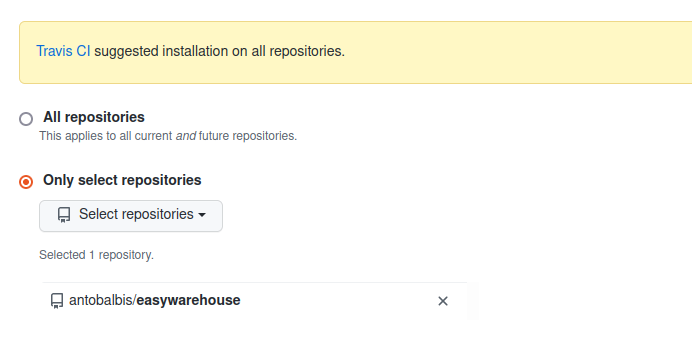 Travis CI suggested installation on all repositories.
All repositories
This applies to all current and future repositories.
Only select repositories
Select repositories
Selected 1 repository.
antobalbis/easywarehouse